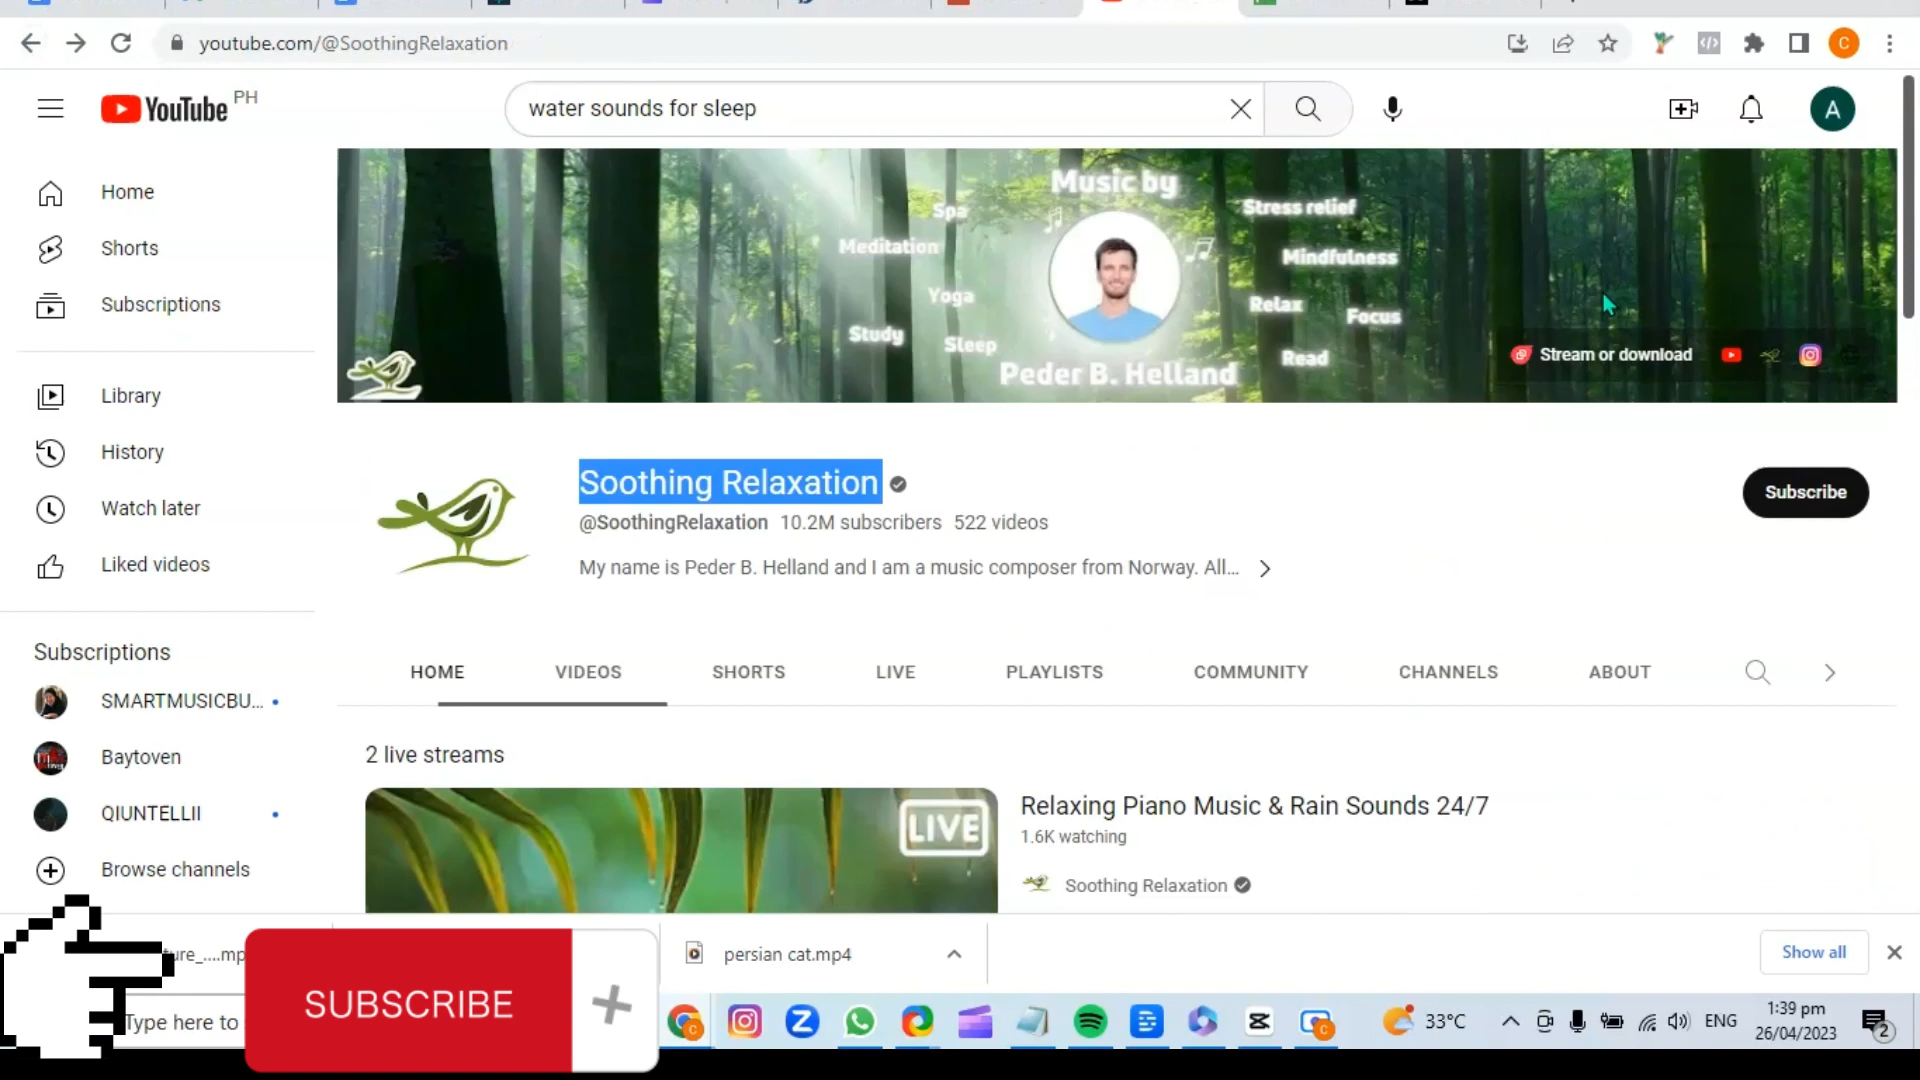 youtube.com/@SoothingRelaxation
YouTube PH
water sounds for sleep
A
C
Home
Shorts
Subscriptions
Library
History
Watch later
Liked videos
Subscriptions
SMARTMUSICBU...
Baytoven
QIUNTELLII
Browse channels
Music by
Spa
Meditation
Yoga
Study
Sleep
Stress relief
Mindfulness
Relax
Focus
Read
Peder B. Helland
Stream or download
Soothing Relaxation
@SoothingRelaxation 10.2M subscribers 522 videos
My name is Peder B. Helland and I am a music composer from Norway. All...
Subscribe
HOME VIDEOS SHORTS LIVE PLAYLISTS COMMUNITY CHANNELS ABOUT
2 live streams
LIVE
Relaxing Piano Music & Rain Sounds 24/7
1.6K watching
Soothing Relaxation
ure_....mp
persian cat.mp4
Show all
Type here to
SUBSCRIBE
33°C
ENG
1:39 pm
26/04/2023
2